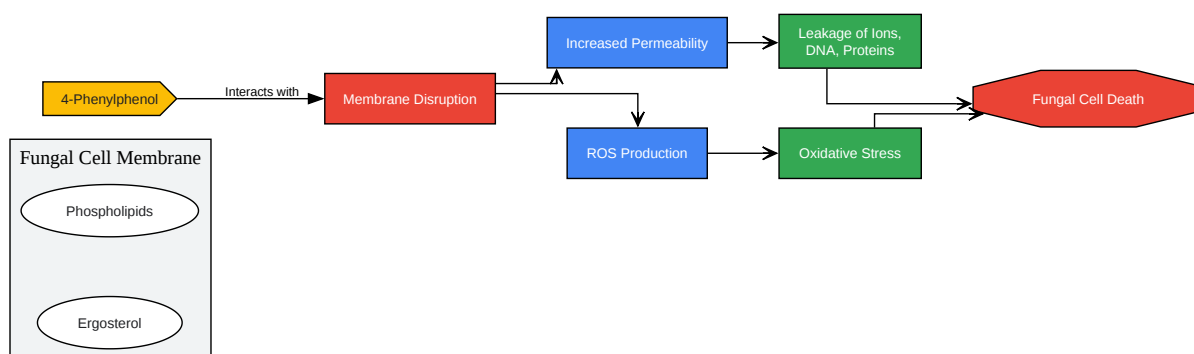 4-Phenylphenol
Interacts with
Membrane Disruption
Increased Permeability
Leakage of Ions,
DNA, Proteins
ROS Production
Oxidative Stress
Fungal Cell Death
Fungal Cell Membrane
Phospholipids
Ergosterol